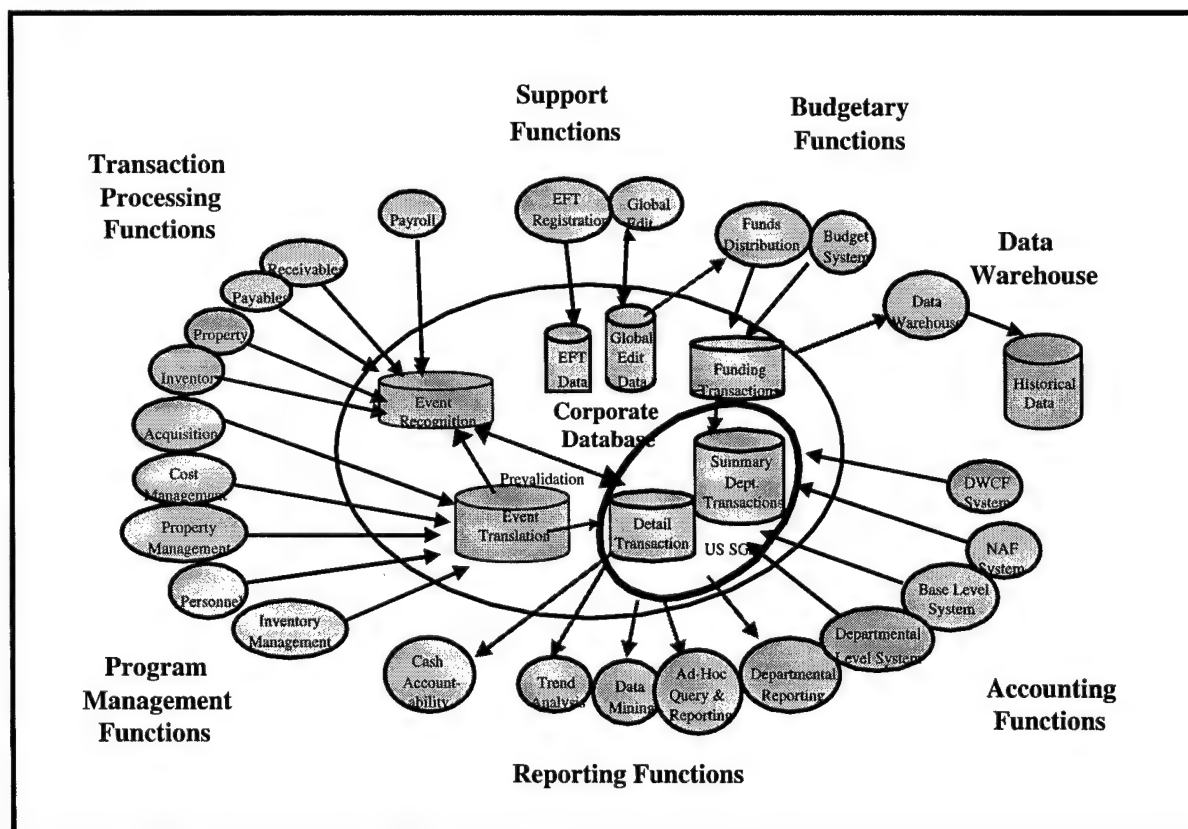 Support
Functions
Budgetary
Functions
Transaction
Processing
Functions
Data
Warehouse
Payroll
EFT
Registration
Global
Edit
Funds
Distribution
Budget
System
Receivables
Payables
Property
Inventor
Acquisition
Cost
Management
Property
Management
Personnel
Inventory
Management
Data
Warehouse
Historical
Data
EFT
Data
Global
Edit
Data
Funding
Transactions
Event
Recognition
Corporate
Database
Prevalidation
Event
Translation
Summary
Dept.
Transactions
Detail
Transaction
US SG
DWCF
System
NAF
System
Base Level
System
Departmental
Level System
Cash
Account-
ability
Trend
Analysis
Data
Mining
Ad-Hoc
Query &
Reporting
Departmental
Reporting
Program
Management
Functions
Accounting
Functions
Reporting Functions